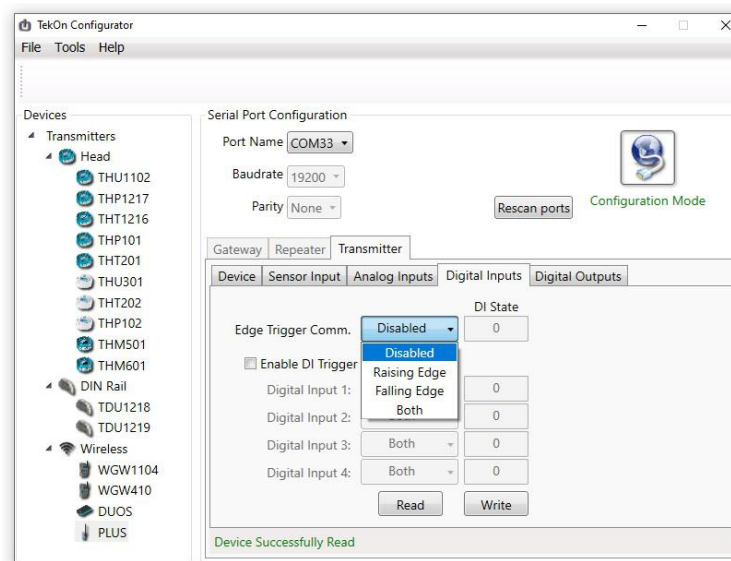 TekOn Configurator
File Tools Help
Devices
Transmitters
Head
THU1102
THP1217
THT1216
THP101
THT201
THU301
THT202
THP102
THM501
THM601
DIN Rail
TDU1218
TDU1219
Wireless
WGW1104
WGW410
DUOS
PLUS
Serial Port Configuration
Port Name COM33
Baudrate 19200
Parity None
Rescan ports
Configuration Mode
Gateway Repeater Transmitter
Device Sensor Input Analog Inputs Digital Inputs Digital Outputs
DI State
Edge Trigger Comm. Disabled 0
Disabled
Enable DI Trigger Raising Edge
Digital Input 1: Falling Edge 0
Digital Input 2: Both 0
Digital Input 3: Both 0
Digital Input 4: Both 0
Read Write
Device Successfully Read